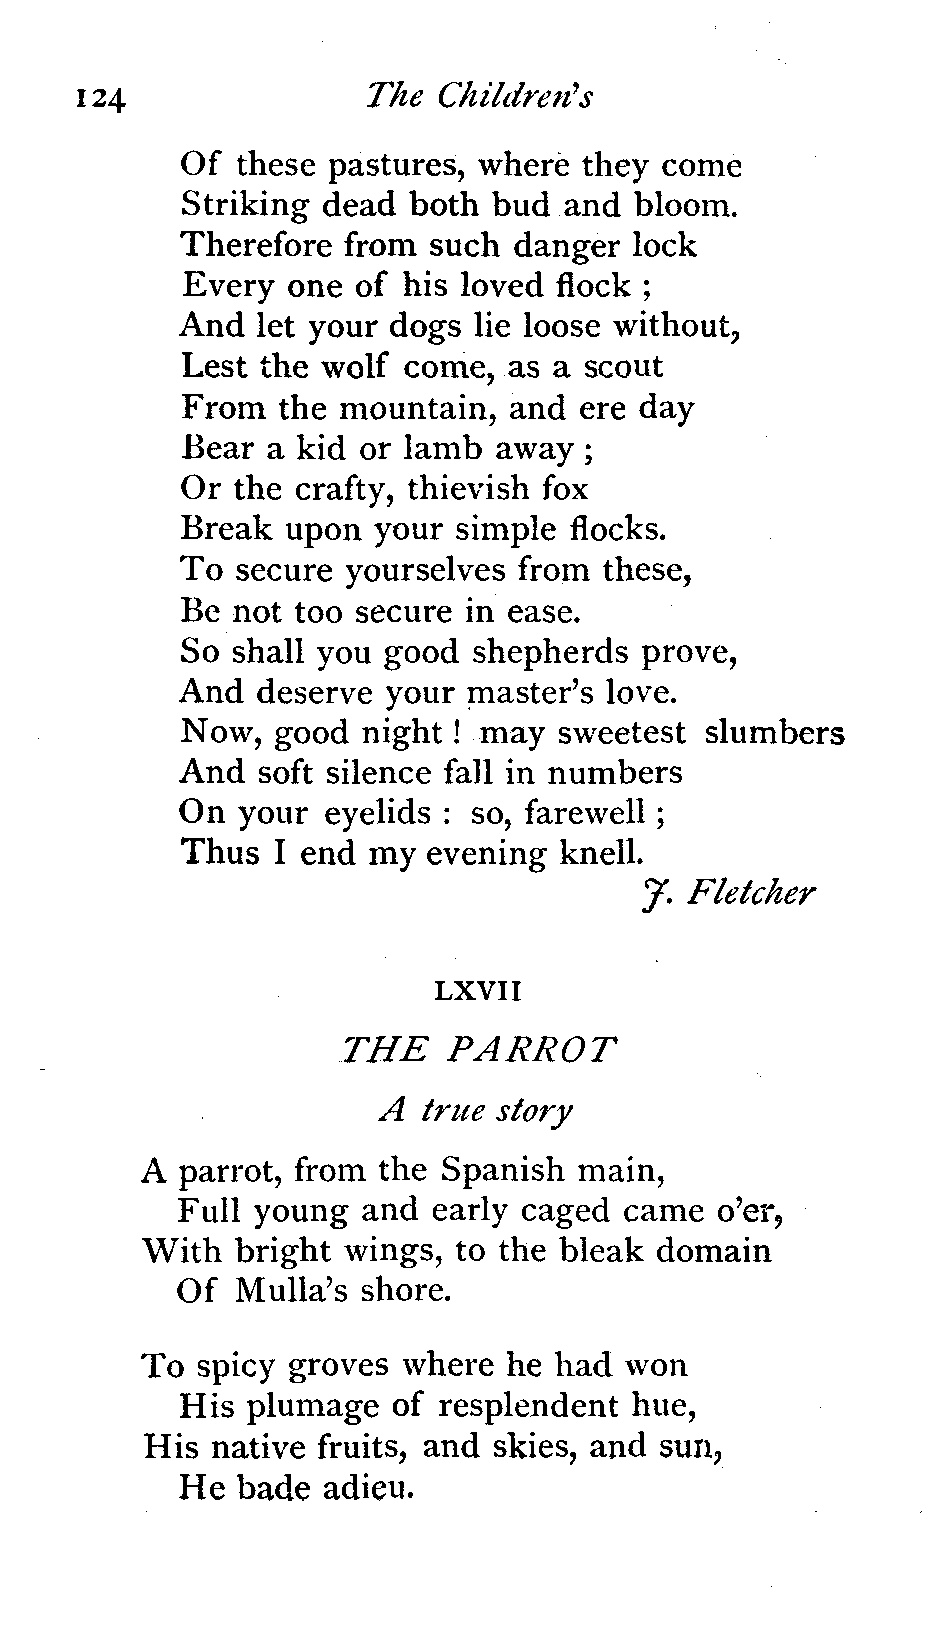 124 The Children's
Of these pastures, where they come
Striking dead both bud and bloom.
Therefore from such danger lock
Every one of his loved flock ;
And let your dogs lie loose without,
Lest the wolf come, as a scout
From the mountain, and ere day
Bear a kid or lamb away ;
Or the crafty, thievish fox
Break upon your simple flocks.
To secure yourselves from these,
Be not too secure in ease.
So shall you good shepherds prove,
And deserve your master's love.
Now, good night ! may sweetest slumbers
And soft silence fall in numbers
On your eyelids : so, farewell ;
Thus I end my evening knell.
J. Fletcher
LXVII
THE PARROT
A true story
A parrot, from the Spanish main,
Full young and early caged came o'er,
With bright wings, to the bleak domain
Of Mulla's shore.
To spicy groves where he had won
His plumage of resplendent hue,
His native fruits, and skies, and sun,
He bade adieu.